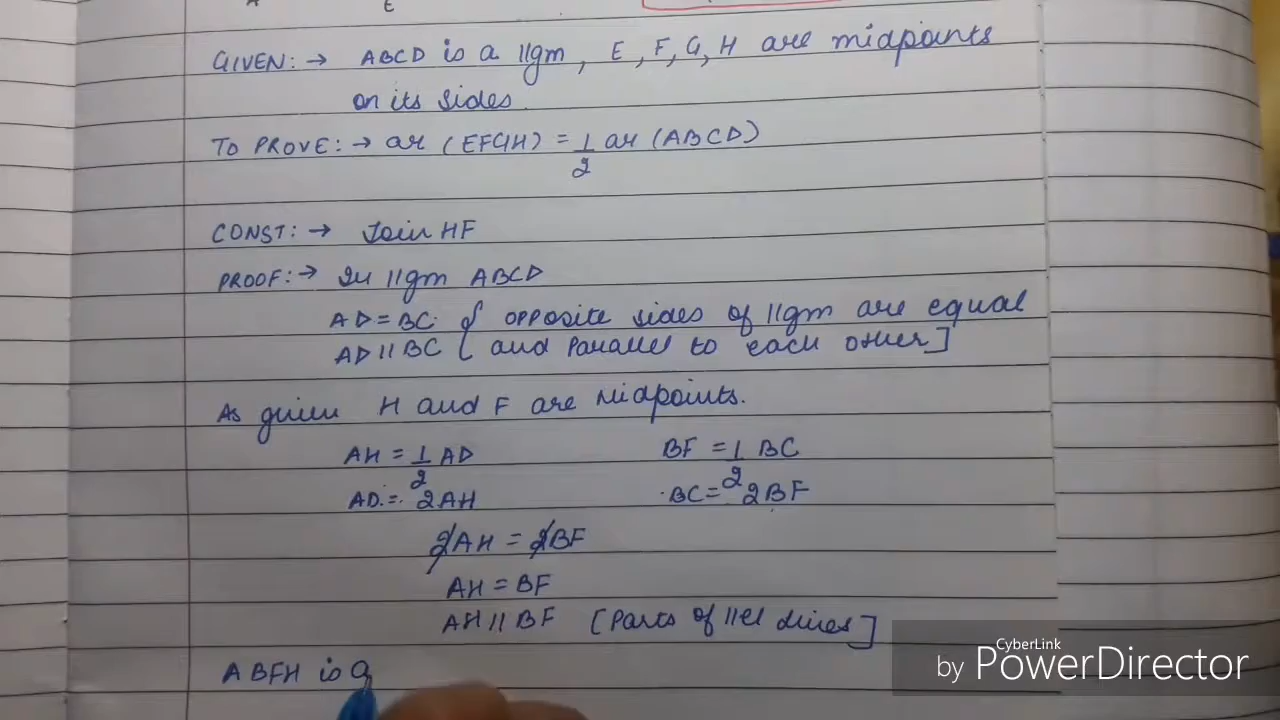 E
GIVEN: → ABCD is a ||gm, E, F, G, H are midpoints
on its sides.
TO PROVE: → ar (EFGH) = 1/2 ar (ABCD)
CONST: → Join HF
PROOF: → In ||gm ABCD
AD = BC. { opposite sides of ||gm are equal
AD || BC [ and Parallel to each other]
As given H and F are Midpoints.
AH = 1/2 AD BF = 1/2 BC
AD = 2AH BC = 2BF
2AH = 2BF
AH = BF
AH || BF [Parts of ||el lines]
ABFH is a
CyberLink
by PowerDirector